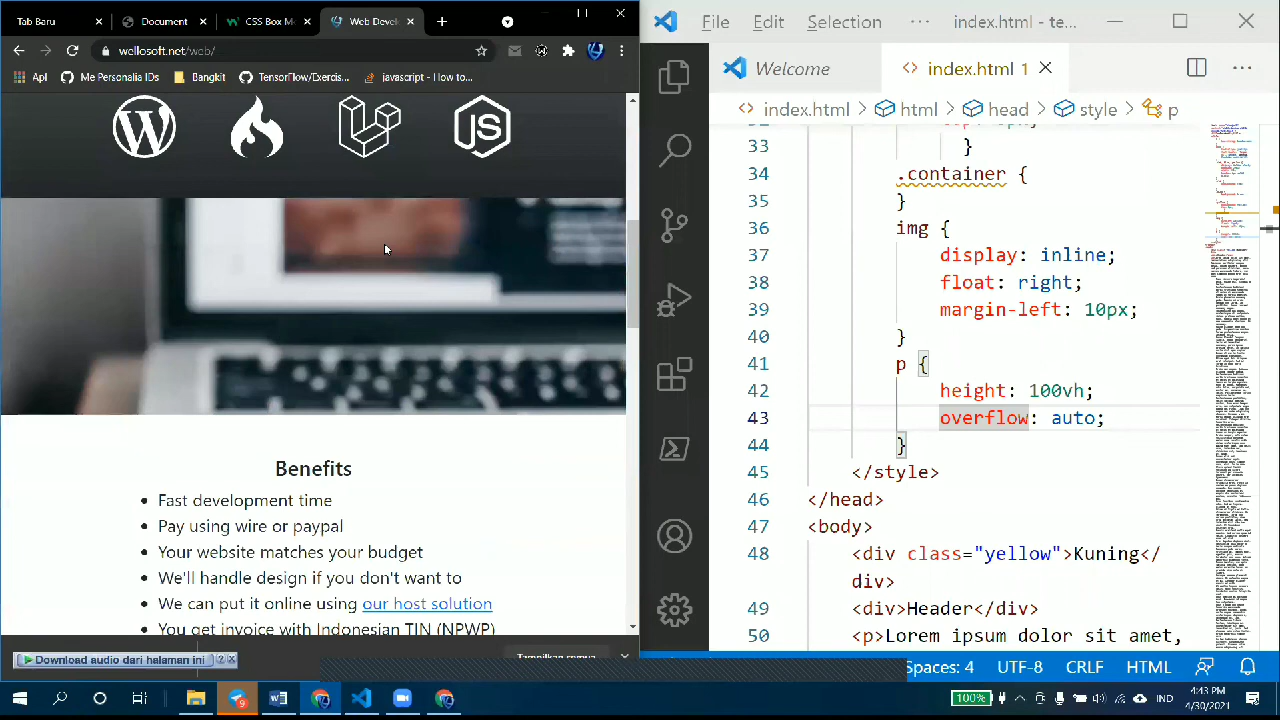 Tab Baru
Document
CSS Box M
Web Develo
wellosoft.net/web/
Apl
Me Personalia IDs
Bangkit
TensorFlow/Exercis...
javascript - How to...
JS
Benefits
Fast development time
Pay using wire or paypal
Your website matches your budget
We'll handle design if you don't want to
We can put it online using our host solution
You get invoice with Indonesian TIN (NPWP)
Download audio dari halaman ini
Tampilkan semua
File Edit Selection ··· index.html - te...
Welcome
index.html 1
index.html > html > head > style > p
33 }
34 .container {
35 }
36 img {
37 display: inline;
38 float: right;
39 margin-left: 10px;
40 }
41 p {
42 height: 100vh;
43 overflow: auto;
44 }
45 </style>
46 </head>
47 <body>
48 <div class="yellow">Kuning</
div>
49 <div>Header</div>
50 <p>Lorem ipsum dolor sit amet,
Spaces: 4 UTF-8 CRLF HTML
9
100%
IND
4:43 PM
4/30/2021